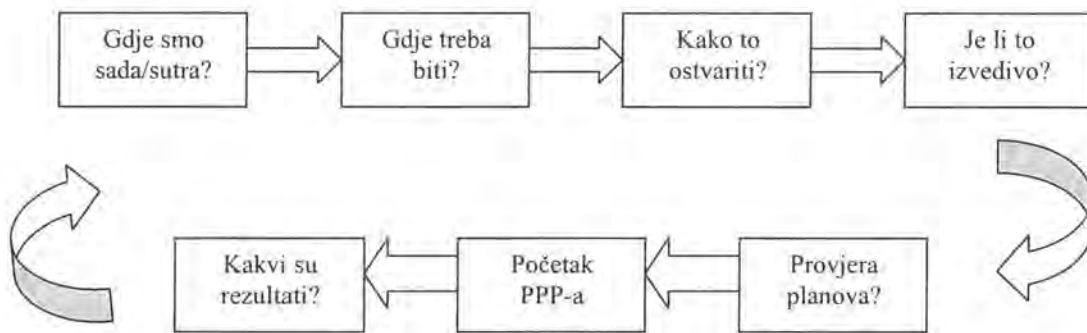 Gdje smo
sada/sutra?
Gdje treba
biti?
Kako to
ostvariti?
Je li to
izvedivo?
Provjera
planova?
Početak
PPP-a
Kakvi su
rezultati?